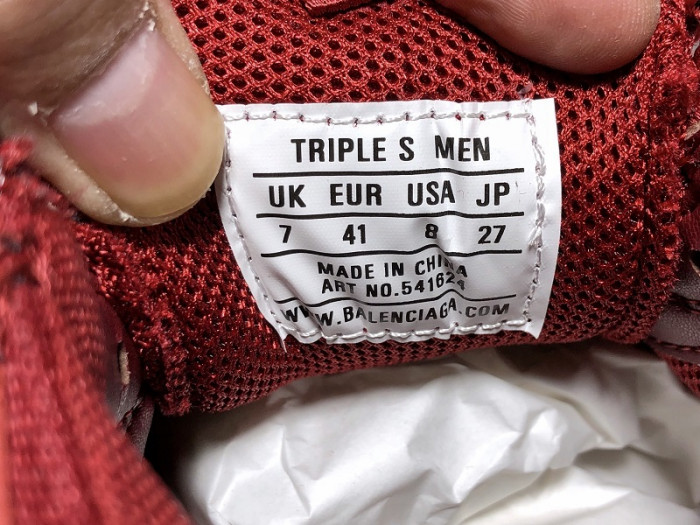 TRIPLE S MEN
UK EUR USA JP
7 41 8 27
MADE IN CHINA
ART NO.541624
WWW.BALENCIAGA.COM